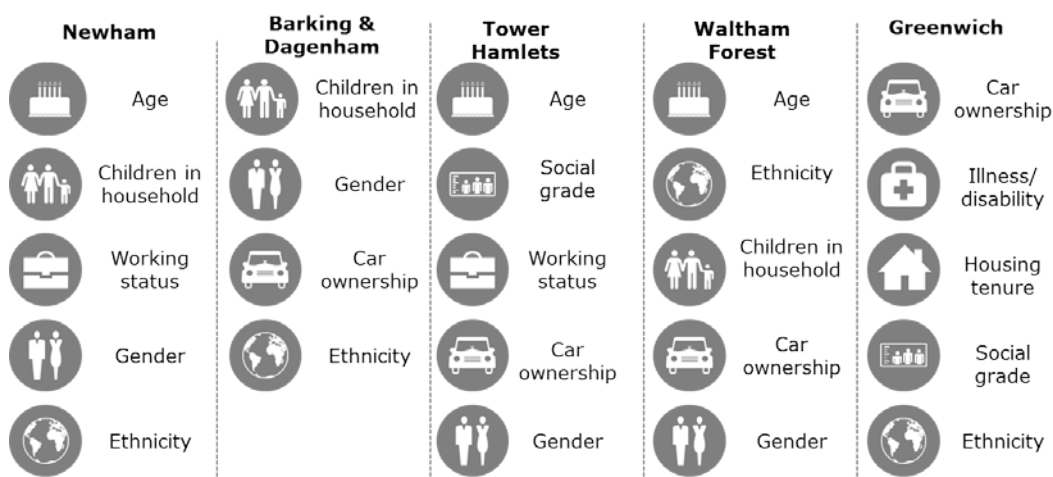 Newham
Age
Children in
household
Working
status
Gender
Ethnicity
Barking &
Dagenham
Children in
household
Gender
Car
ownership
Ethnicity
Tower
Hamlets
Age
Social
grade
Working
status
Car
ownership
Gender
Waltham
Forest
Age
Ethnicity
Children in
household
Car
ownership
Gender
Greenwich
Car
ownership
Illness/
disability
Housing
tenure
Social
grade
Ethnicity